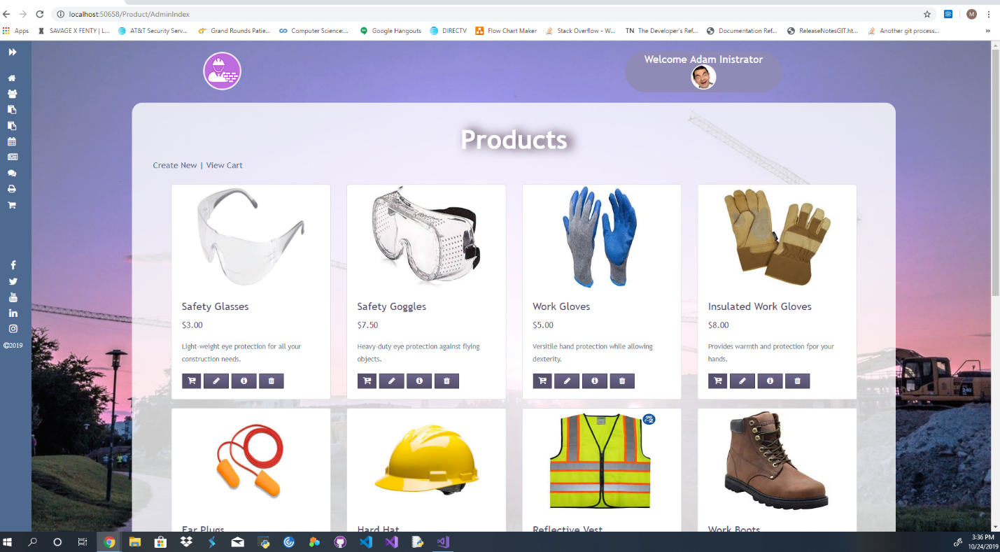 localhost:50658/Product/AdminIndex
M
Apps
SAVAGE X FENTY | L...
AT&T Security Serv...
Grand Rounds Patie...
Computer Science:...
Google Hangouts
DIRECTV
Flow Chart Maker
Stack Overflow - W...
TN The Developer's Ref...
Documentation Ref...
ReleaseNotesGIT.ht...
Another git process...
»
Welcome Adam Inistrator
Products
Create New | View Cart
Safety Glasses
$3.00
Light-weight eye protection for all your
construction needs.
Safety Goggles
$7.50
Heavy-duty eye protection against flying
objects.
Work Gloves
$5.00
Versitile hand protection while allowing
dexterity.
Insulated Work Gloves
$8.00
Provides warmth and protection fpor your
hands.
©2019
Ear Plugs
Hard Hat
Reflective Vest
Work Boots
3:36 PM
10/24/2019